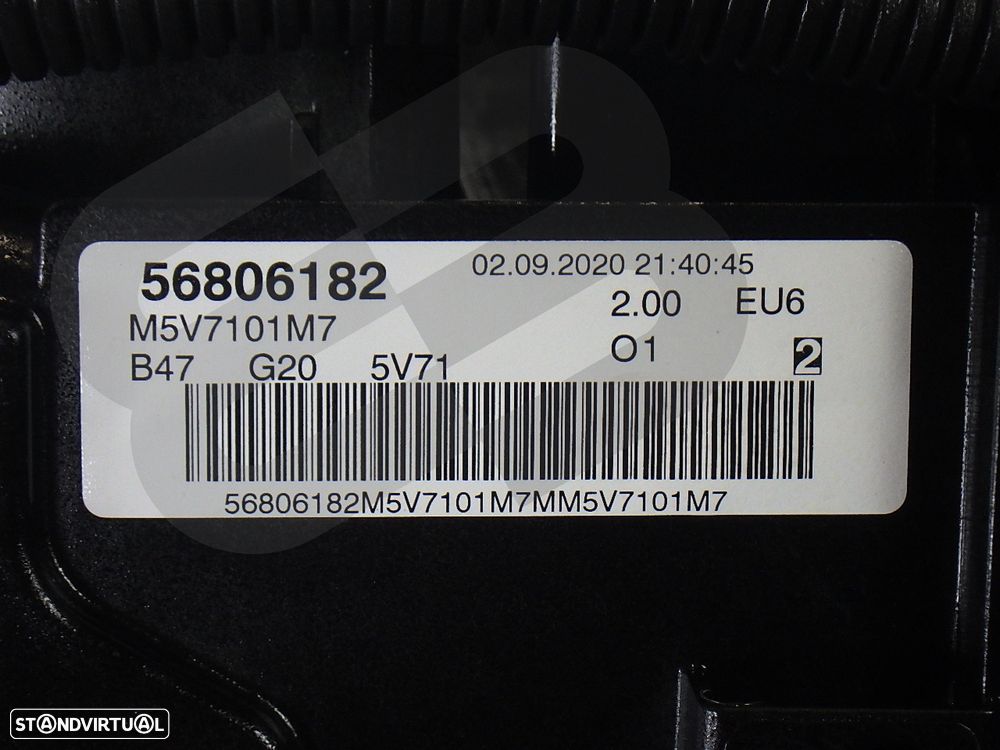 56806182 02.09.2020 21:40:45
M5V7101M7 2.00 EU6
B47 G20 5V71 O1 2
56806182M5V7101M7MM5V7101M7
STANDVIRTUAL